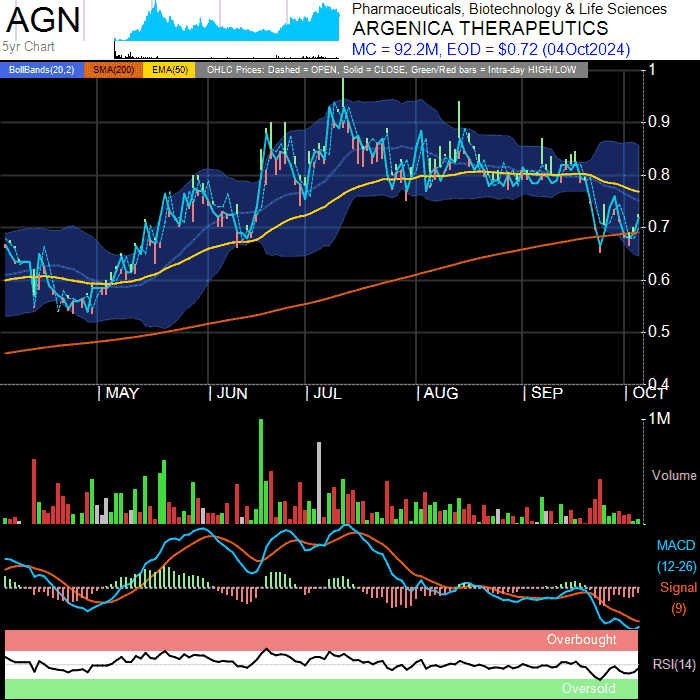 AGN
5yr Chart
Pharmaceuticals, Biotechnology & Life Sciences
ARGENICA THERAPEUTICS
MC = 92.2M, EOD = $0.72 (04Oct2024)
BollBands(20,2) SMA(200) EMA(50) OHLC Prices: Dashed = OPEN, Solid = CLOSE, Green/Red bars = Intra-day HIGH/LOW
1
0.9
0.8
0.7
0.6
0.5
0.4
MAY JUN JUL AUG SEP OCT
1M
Volume
MACD
(12-26)
Signal
(9)
Overbought
RSI(14)
Oversold